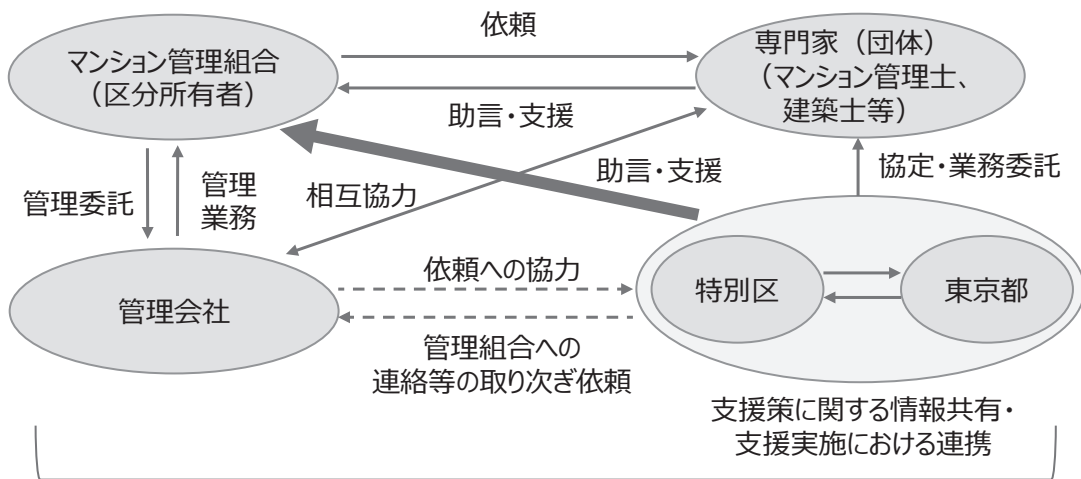 依頼
マンション管理組合
（区分所有者）
専門家（団体）
（マンション管理士、
建築士等）
助言・支援
助言・支援
協定・業務委託
管理委託
管理
業務
相互協力
管理会社
依頼への協力
特別区
東京都
管理組合への
連絡等の取り次ぎ依頼
支援策に関する情報共有・
支援実施における連携